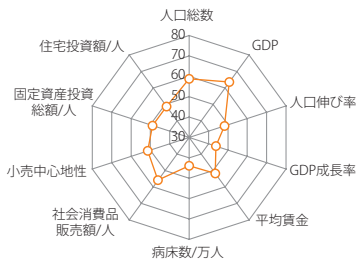 人口総数
80
70
60
50
40
30
GDP
人口伸び率
GDP成長率
平均賃金
病床数/万人
社会消費品
販売額/人
小売中心地性
固定資産投資
総額/人
住宅投資額/人